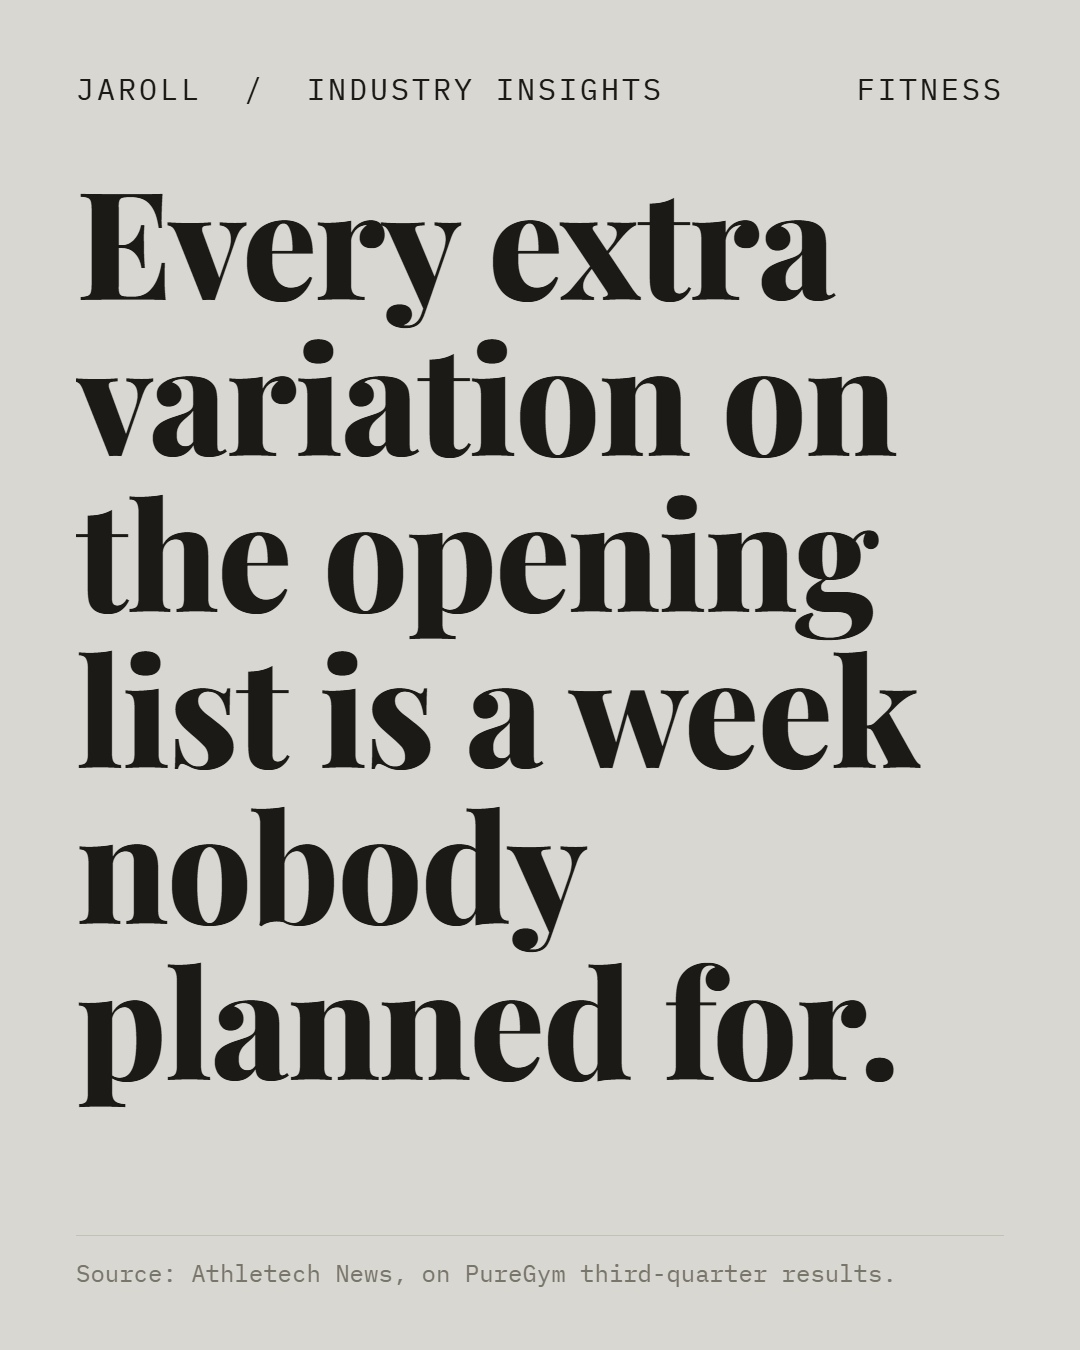 JAROLL / INDUSTRY INSIGHTS FITNESS
Every extra
variation on
the opening
list is a week
nobody
planned for.
Source: Athletech News, on PureGym third-quarter results.